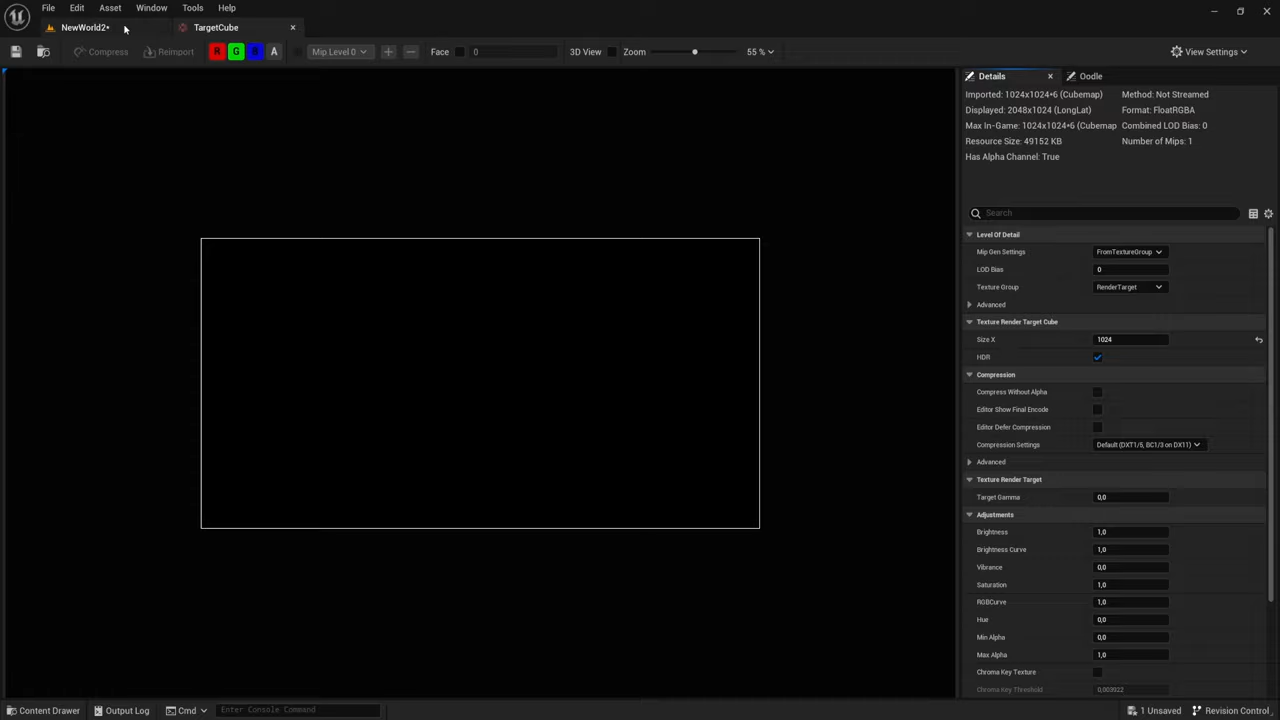 File Edit Asset Window Tools Help
NewWorld2* TargetCube
Compress Reimport R G B A Mip Level 0 Face 0 3D View Zoom 55 % View Settings
Details Oodle
Imported: 1024x1024*6 (Cubemap) Method: Not Streamed
Displayed: 2048x1024 (LongLat) Format: FloatRGBA
Max In-Game: 1024x1024*6 (Cubemap Combined LOD Bias: 0
Resource Size: 49152 KB Number of Mips: 1
Has Alpha Channel: True
Search
Level Of Detail
Mip Gen Settings FromTextureGroup
LOD Bias 0
Texture Group RenderTarget
Advanced
Texture Render Target Cube
Size X 1024
HDR
Compression
Compress Without Alpha
Editor Show Final Encode
Editor Defer Compression
Compression Settings Default (DXT1/5, BC1/3 on DX11)
Advanced
Texture Render Target
Target Gamma 0,0
Adjustments
Brightness 1,0
Brightness Curve 1,0
Vibrance 0,0
Saturation 1,0
RGBCurve 1,0
Hue 0,0
Min Alpha 0,0
Max Alpha 1,0
Chroma Key Texture
Chroma Key Threshold 0,003922
Content Drawer Output Log Cmd Enter Console Command 1 Unsaved Revision Control